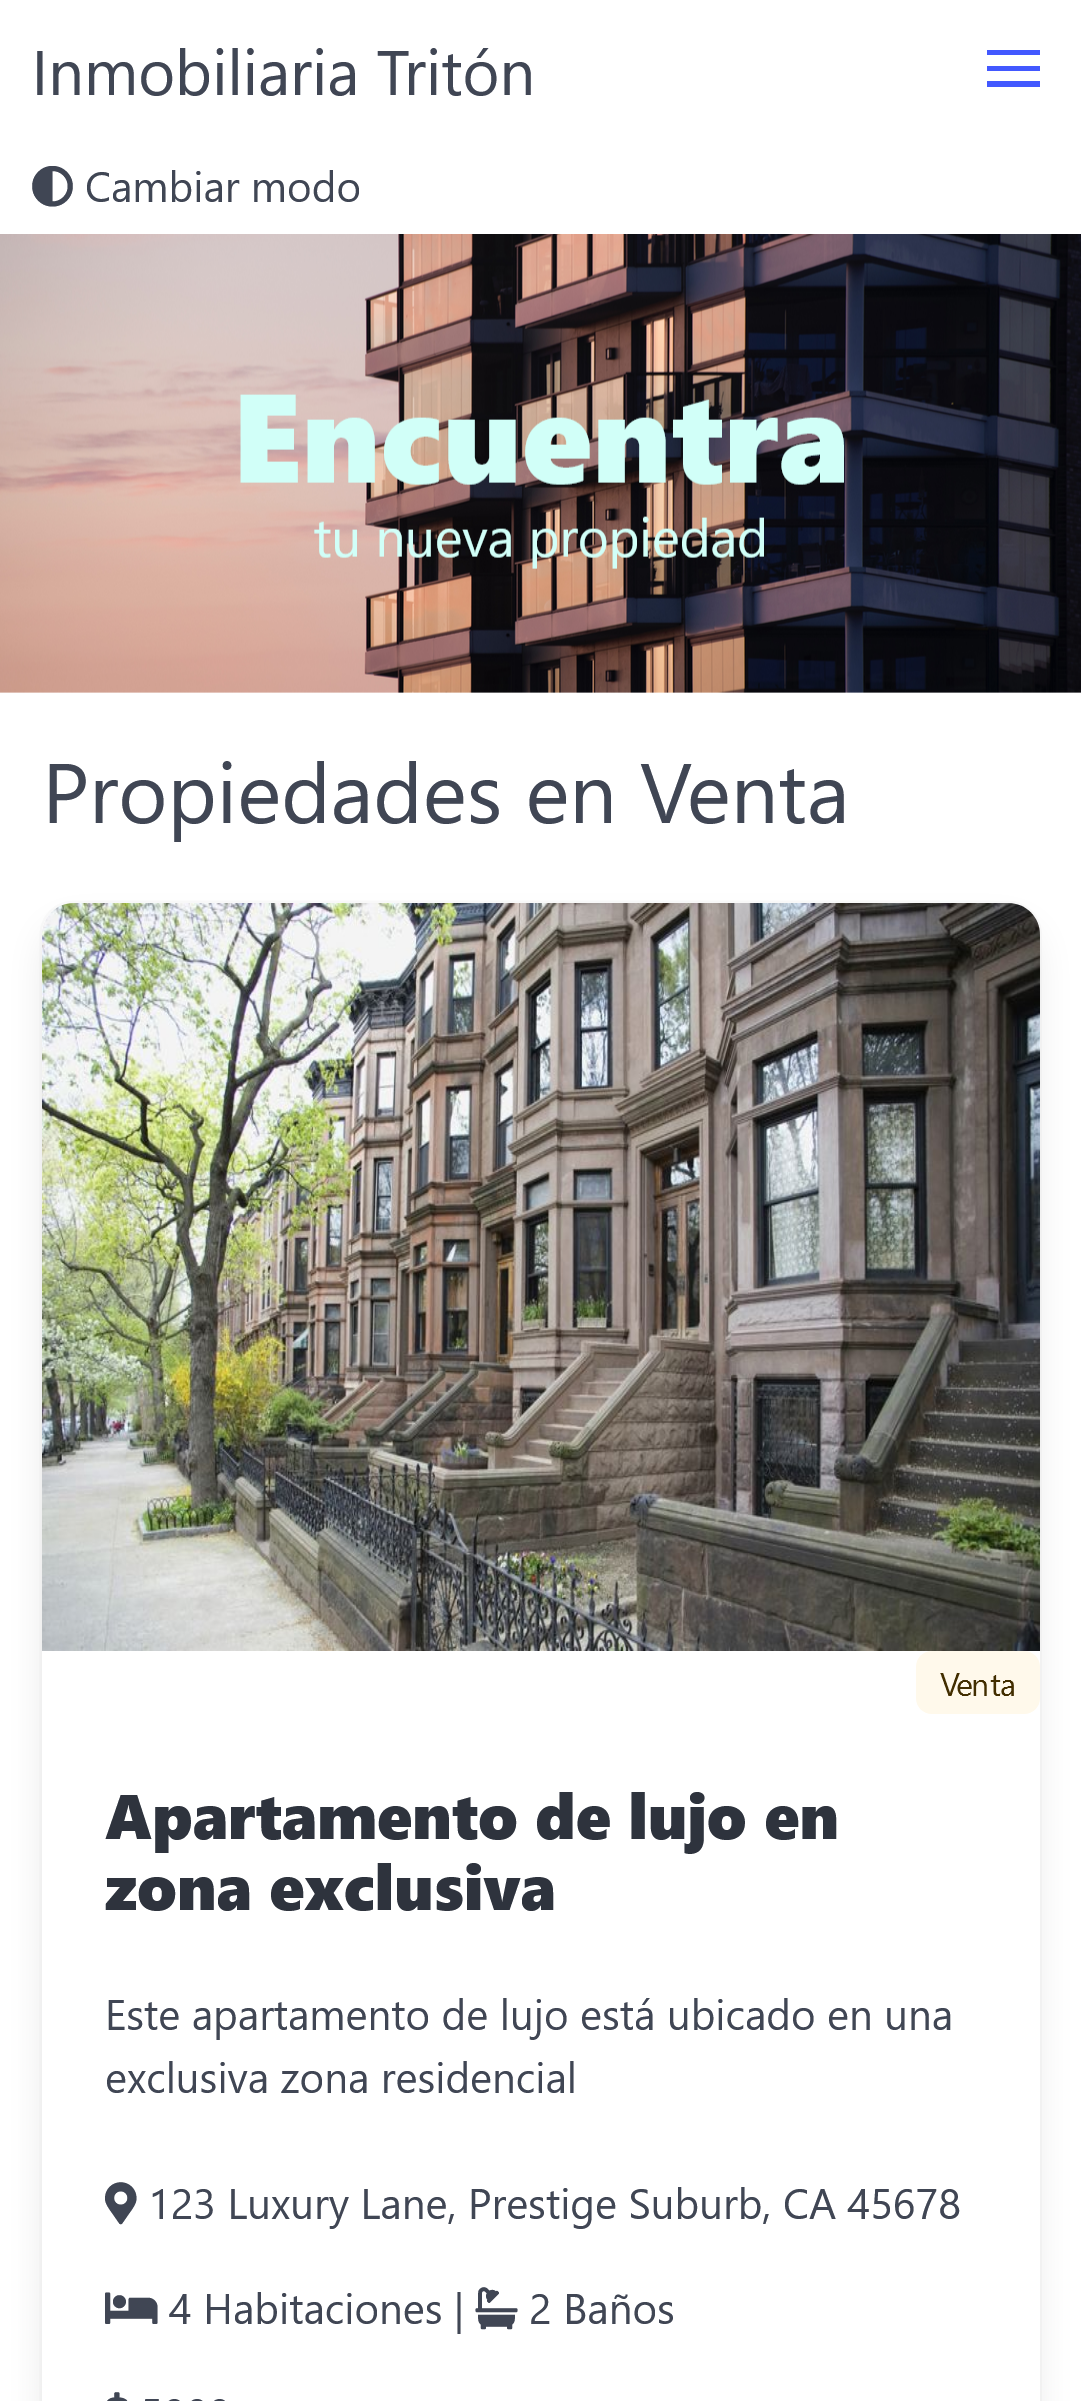 Inmobiliaria Tritón
Cambiar modo
Encuentra
tu nueva propiedad
Propiedades en Venta
Venta
Apartamento de lujo en
zona exclusiva
Este apartamento de lujo está ubicado en una
exclusiva zona residencial
123 Luxury Lane, Prestige Suburb, CA 45678
4 Habitaciones | 2 Baños